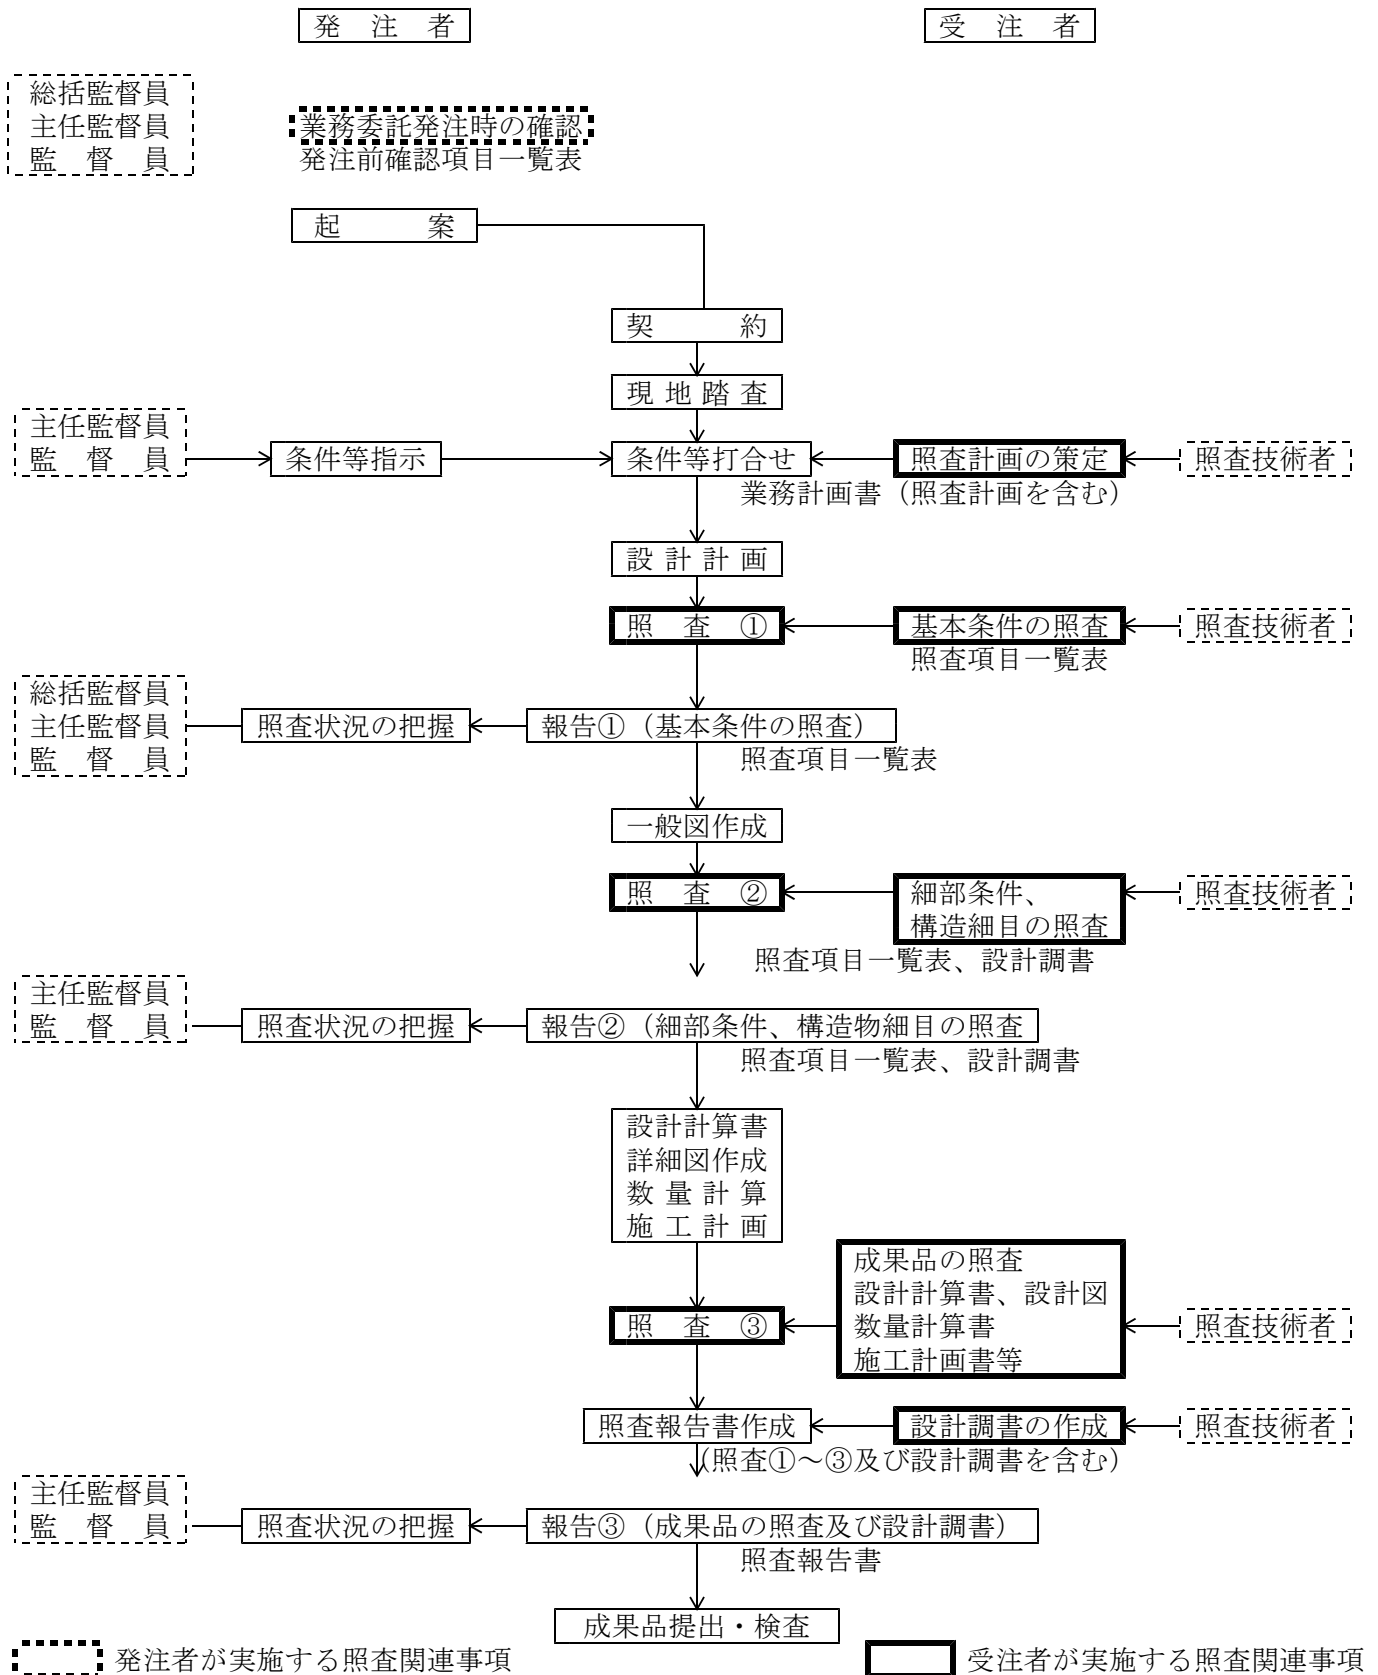 発　注　者
受　注　者
総括監督員
主任監督員
監　督　員
業務委託発注時の確認
発注前確認項目一覧表
起　　　案
契　　　約
現 地 踏 査
主任監督員
監　督　員
条件等指示
条件等打合せ
照査計画の策定
照査技術者
業務計画書（照査計画を含む）
設 計 計 画
照　査　①
基本条件の照査
照査技術者
照査項目一覧表
総括監督員
主任監督員
監　督　員
照査状況の把握
報告①（基本条件の照査）
照査項目一覧表
一般図作成
照　査　②
細部条件、
構造細目の照査
照査技術者
照査項目一覧表、設計調書
主任監督員
監　督　員
照査状況の把握
報告②（細部条件、構造物細目の照査
照査項目一覧表、設計調書
設計計算書
詳細図作成
数 量 計 算
施 工 計 画
照　査　③
成果品の照査
設計計算書、設計図
数量計算書
施工計画書等
照査技術者
照査報告書作成
設計調書の作成
照査技術者
（照査①～③及び設計調書を含む）
主任監督員
監　督　員
照査状況の把握
報告③（成果品の照査及び設計調書）
照査報告書
成果品提出・検査
発注者が実施する照査関連事項
受注者が実施する照査関連事項